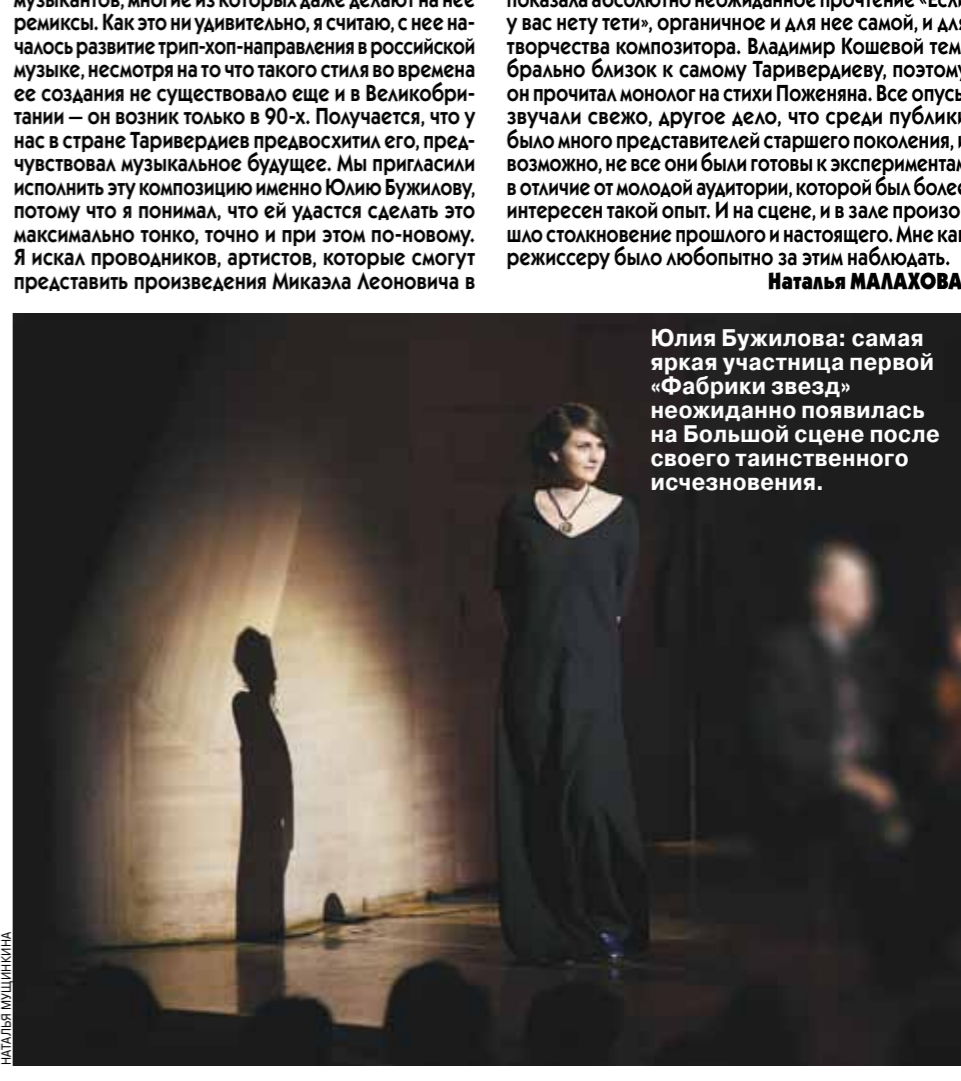 музыкантов, многие из которых даже делают на нее
ремиксы. Как это ни удивительно, я считаю, с нее на-
чалось развитие трип-хоп-направления в российской
музыке, несмотря на то что такого стиля во времена
ее создания не существовало еще и в Великобри-
тании — он возник только в 90-х. Получается, что у
нас в стране Таривердиев предвосхитил его, пред-
чувствовал музыкальное будущее. Мы пригласили
исполнить эту композицию именно Юлию Бужилову,
потому что я понимал, что ей удастся сделать это
максимально тонко, точно и при этом по-новому.
Я искал проводников, артистов, которые смогут
представить произведения Микаэла Леоновича в
показала абсолютно неожиданное прочтение «Если
у вас нету тети», органичное и для нее самой, и для
творчества композитора. Владимир Кошевой тем-
брально близок к самому Таривердиеву, поэтому
он прочитал монолог на стихи Поженяна. Все опусы
звучали свежо, другое дело, что среди публики
было много представителей старшего поколения, и
возможно, не все они были готовы к экспериментам
в отличие от молодой аудитории, которой был более
интересен такой опыт. И на сцене, и в зале произо-
шло столкновение прошлого и настоящего. Мне как
режиссеру было любопытно за этим наблюдать.
Наталья МАЛАХОВА
Юлия Бужилова: самая
яркая участница первой
«Фабрики звезд»
неожиданно появилась
на Большой сцене после
своего таинственного
исчезновения.
НАТАЛЬЯ МУЩИНКИНА